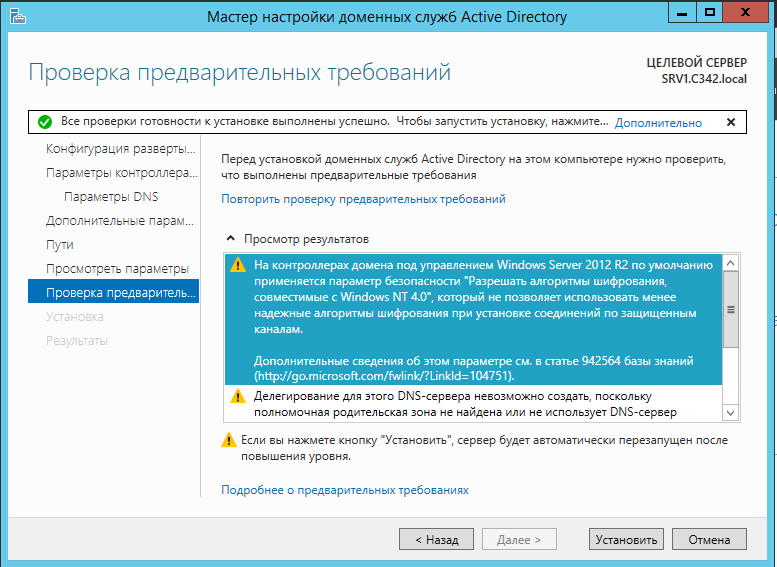 Мастер настройки доменных служб Active Directory
Проверка предварительных требований
ЦЕЛЕВОЙ СЕРВЕР
SRV1.C342.local
Все проверки готовности к установке выполнены успешно. Чтобы запустить установку, нажмите... Дополнительно
Конфигурация разверты...
Параметры контроллера...
Параметры DNS
Дополнительные парам...
Пути
Просмотреть параметры
Проверка предваритель...
Установка
Результаты
Перед установкой доменных служб Active Directory на этом компьютере нужно проверить,
что выполнены предварительные требования
Повторить проверку предварительных требований
Просмотр результатов
На контроллерах домена под управлением Windows Server 2012 R2 по умолчанию
применяется параметр безопасности "Разрешать алгоритмы шифрования,
совместимые с Windows NT 4.0", который не позволяет использовать менее
надежные алгоритмы шифрования при установке соединений по защищенным
каналам.
Дополнительные сведения об этом параметре см. в статье 942564 базы знаний
(http://go.microsoft.com/fwlink/?LinkId=104751).
Делегирование для этого DNS-сервера невозможно создать, поскольку
полномочная родительская зона не найдена или не использует DNS-сервер
Если вы нажмете кнопку "Установить", сервер будет автоматически перезапущен после
повышения уровня.
Подробнее о предварительных требованиях
< Назад
Далее >
Установить
Отмена